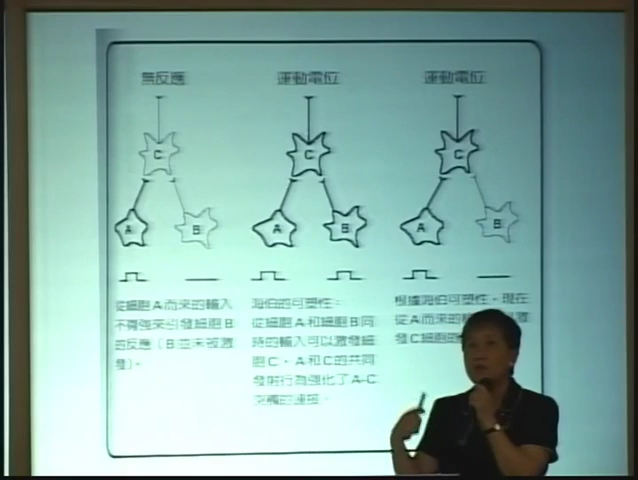 無反應
運動電位
運動電位
C
C
C
A
B
A
B
A
B
從細胞A而來的輸入
不夠強來引發細胞B
的反應（B並未被激
發）。
海伯的可塑性：
從細胞A和細胞B同
時的輸入可以激發細
胞C，A和C的共同
發射行為強化了A-C
突觸的連接。
根據海伯可塑性，現在
從A而來的輸
發C細胞